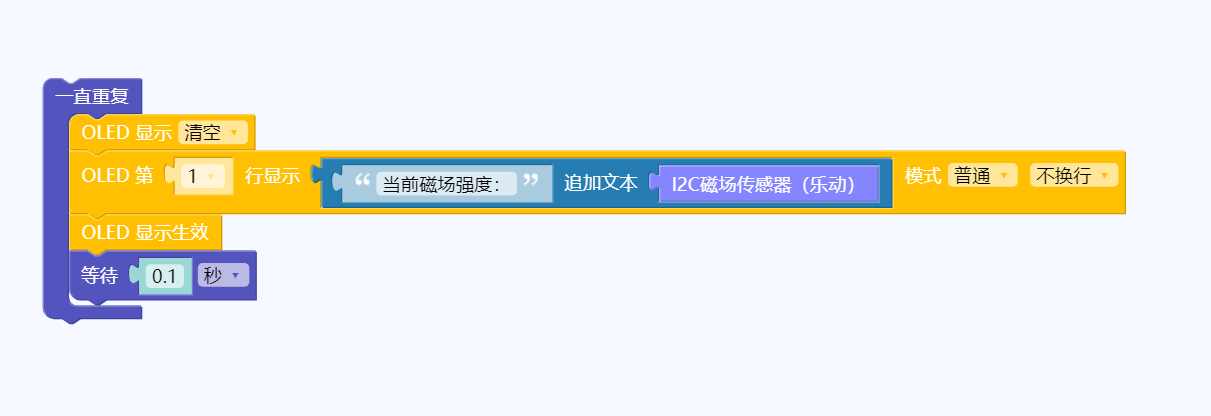 一直重复
OLED 显示 清空
OLED 第 1 行显示 “ 当前磁场强度： ” 追加文本 I2C磁场传感器（乐动） 模式 普通 不换行
OLED 显示生效
等待 0.1 秒